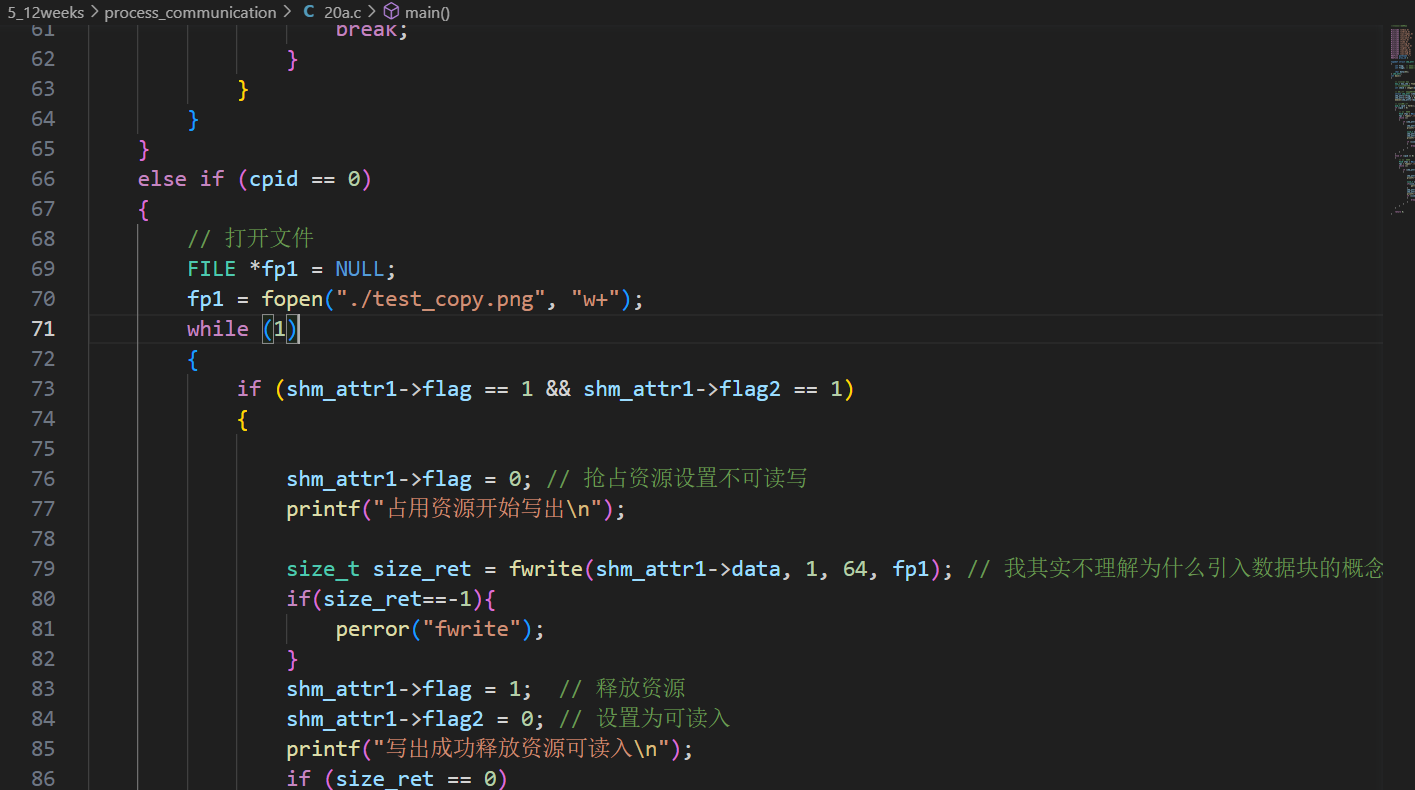 5_12weeks > process_communication > C 20a.c > main()
61 break;
62 }
63 }
64 }
65 }
66 else if (cpid == 0)
67 {
68 // 打开文件
69 FILE *fp1 = NULL;
70 fp1 = fopen("./test_copy.png", "w+");
71 while (1)
72 {
73 if (shm_attr1->flag == 1 && shm_attr1->flag2 == 1)
74 {
75
76 shm_attr1->flag = 0; // 抢占资源设置不可读写
77 printf("占用资源开始写出\n");
78
79 size_t size_ret = fwrite(shm_attr1->data, 1, 64, fp1); // 我其实不理解为什么引入数据块的概念
80 if(size_ret==-1){
81 perror("fwrite");
82 }
83 shm_attr1->flag = 1; // 释放资源
84 shm_attr1->flag2 = 0; // 设置为可读入
85 printf("写出成功释放资源可读入\n");
86 if (size_ret == 0)